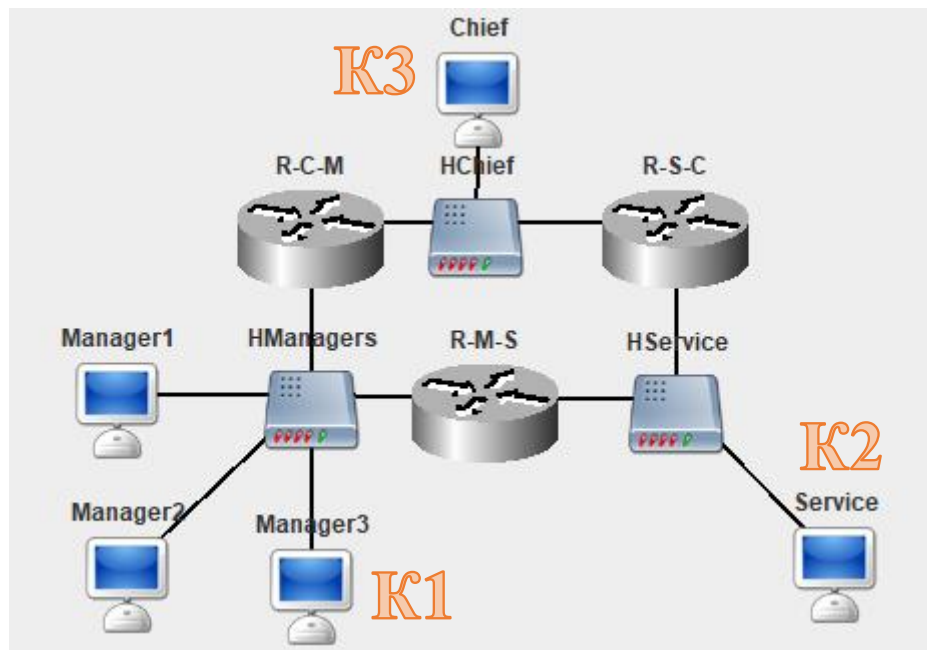 Chief
К3
R-C-M
HChief
R-S-C
Manager1
HManagers
R-M-S
HService
К2
Manager2
Service
Manager3
К1